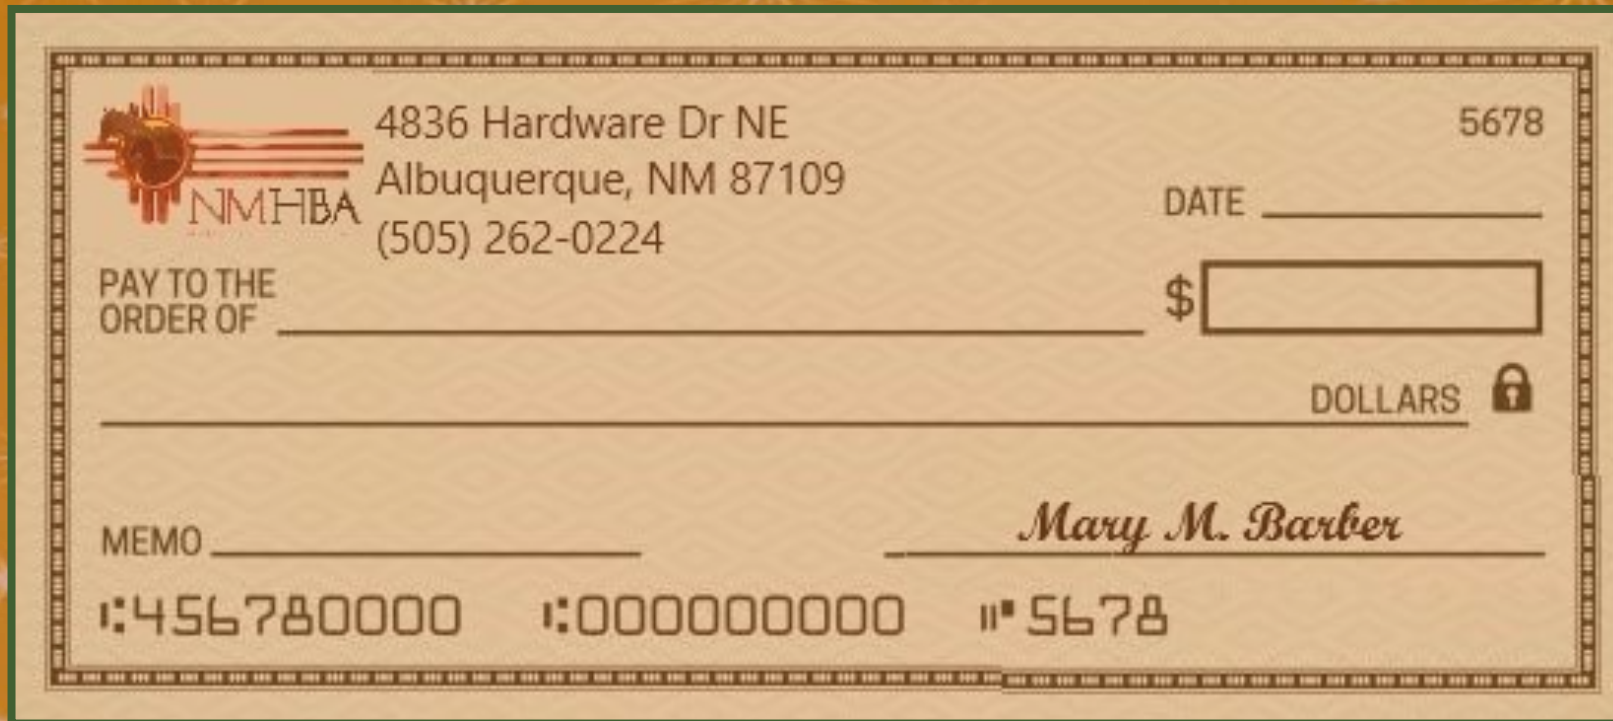 NMHBA
4836 Hardware Dr NE
Albuquerque, NM 87109
(505) 262-0224
5678
DATE
PAY TO THE
ORDER OF
$
DOLLARS
Mary M. Barber
MEMO
⑆456780000 ⑆000000000 ⑈5678